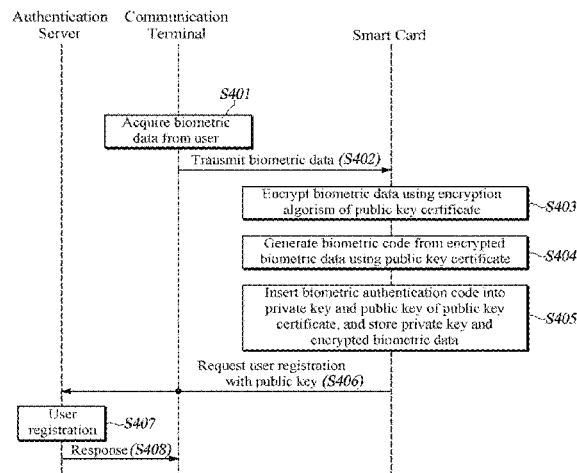 Authentication
Server
Communication
Terminal
Smart Card
S401
Acquire biometric
data from user
Transmit biometric data (S402)
Encrypt biometric data using encryption
algorism of public key certificate
S403
Generate biometric code from encrypted
biometric data using public key certificate
S404
Insert biometric authentication code into
private key and public key of public key
certificate, and store private key and
encrypted biometric data
S405
Request user registration
with public key (S406)
User
registration
S407
Response (S408)